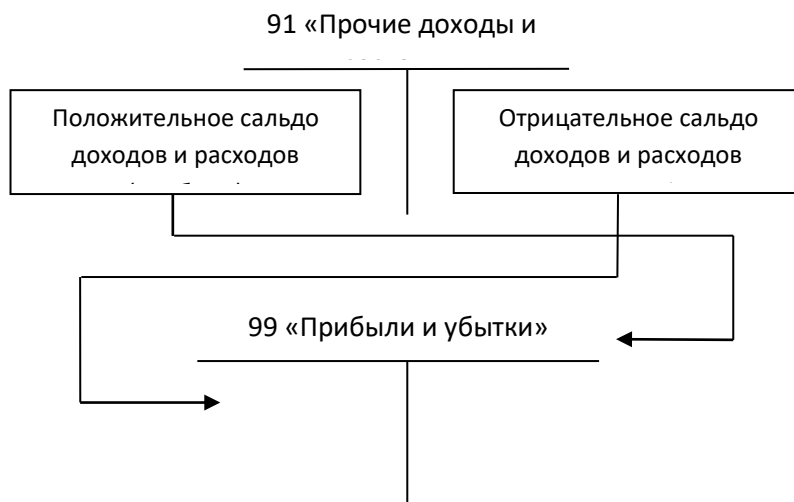 91 «Прочие доходы и
Положительное сальдо
доходов и расходов
Отрицательное сальдо
доходов и расходов
99 «Прибыли и убытки»